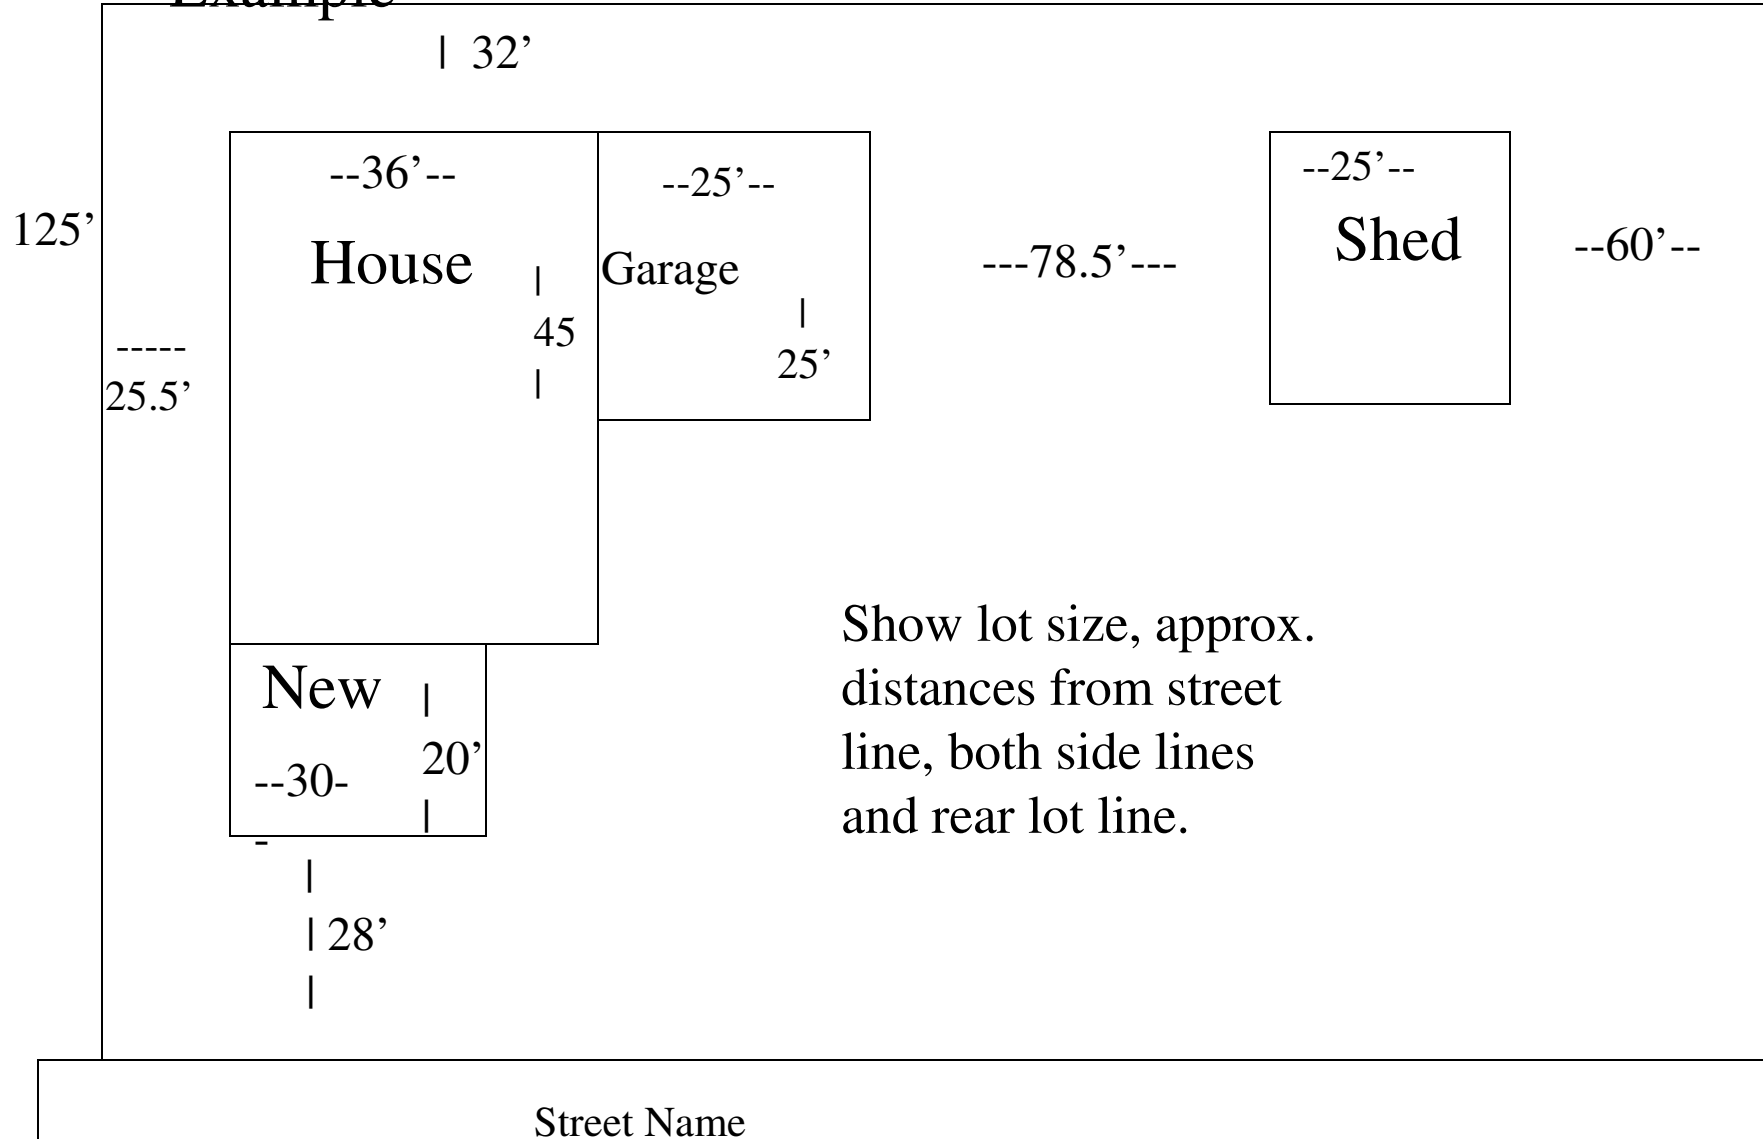 Example
| 32’
--36’--
--25’--
--25’--
125’
House
Garage
---78.5’---
Shed
--60’--
|
45
|
|
25’
-----
25.5’
Show lot size, approx.
distances from street
line, both side lines
and rear lot line.
New
|
20’
|
--30-
-
|
| 28’
|
Street Name